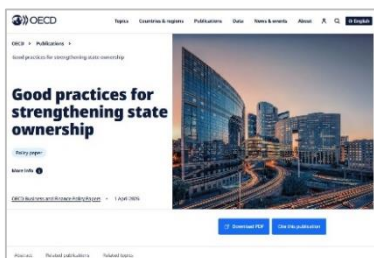 OECD
Topics Countries & regions Publications Data News & events About English
OECD Publications
Good practices for strengthening state ownership
Good practices for
strengthening state
ownership
Policy paper
More info
OECD Business and Finance Policy Papers 1 April 2025
Download PDF Cite this publication
Abstract Related publications Related topics